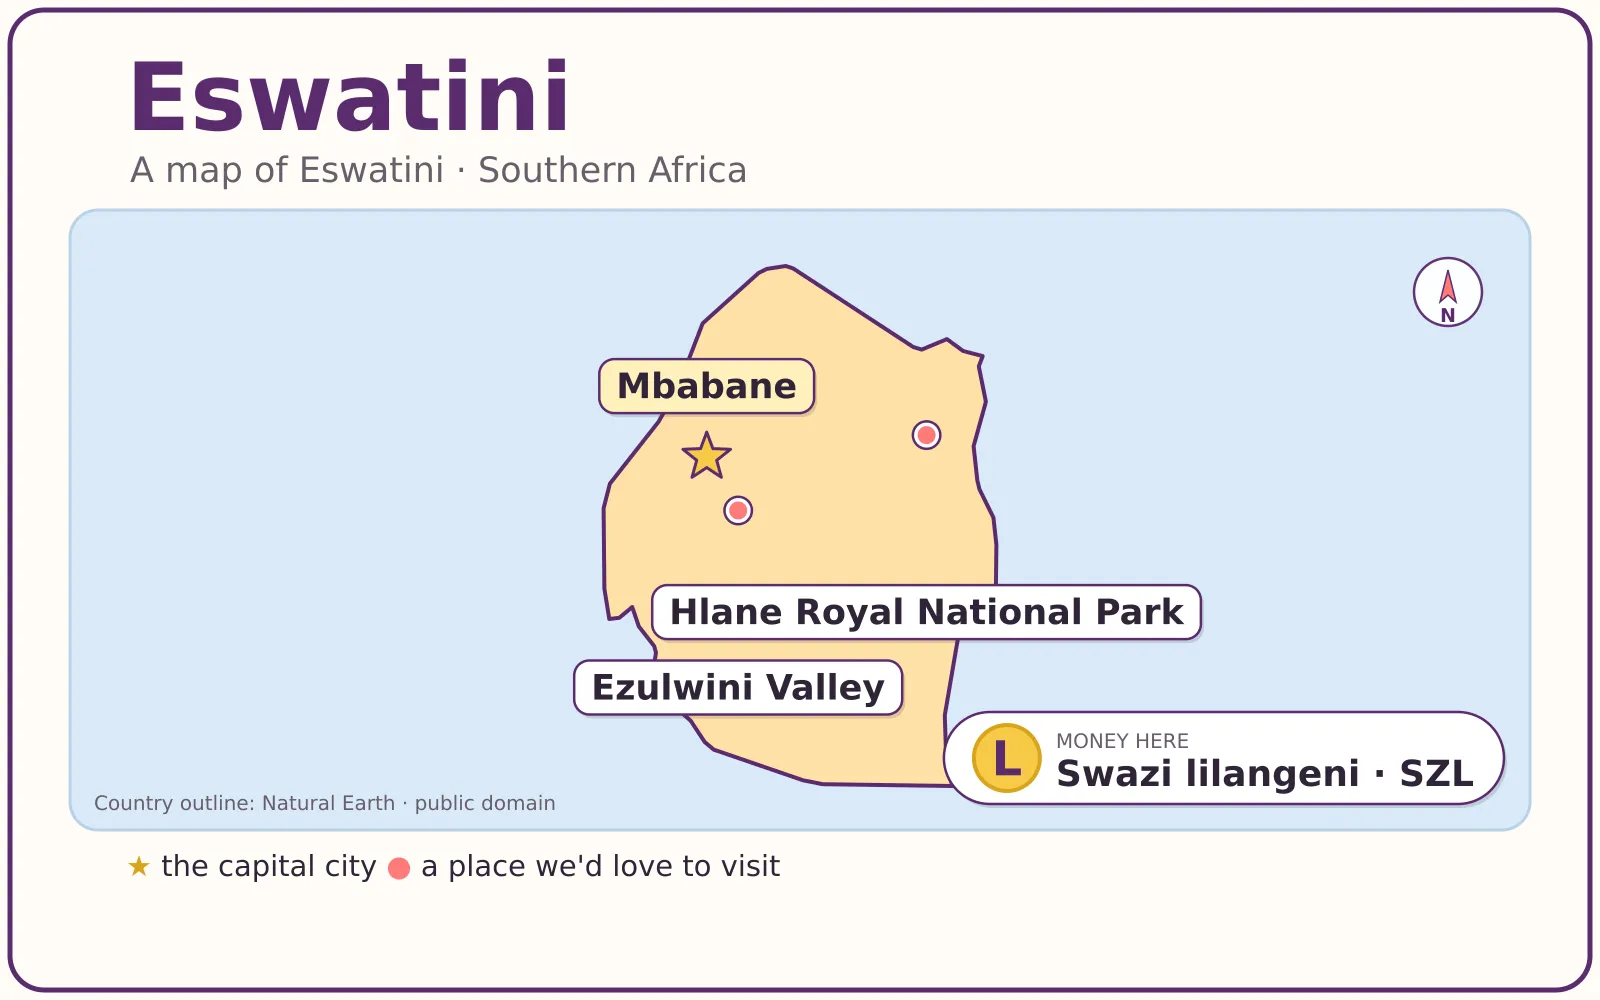 Eswatini
A map of Eswatini · Southern Africa
N
Mbabane
Hlane Royal National Park
Ezulwini Valley
L
MONEY HERE
Swazi lilangeni · SZL
Country outline: Natural Earth · public domain
★ the capital city ● a place we'd love to visit